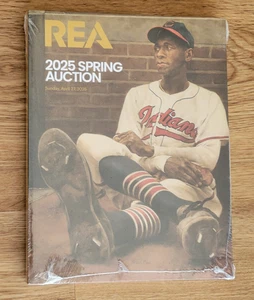 REA
2025 SPRING
AUCTION
Indians